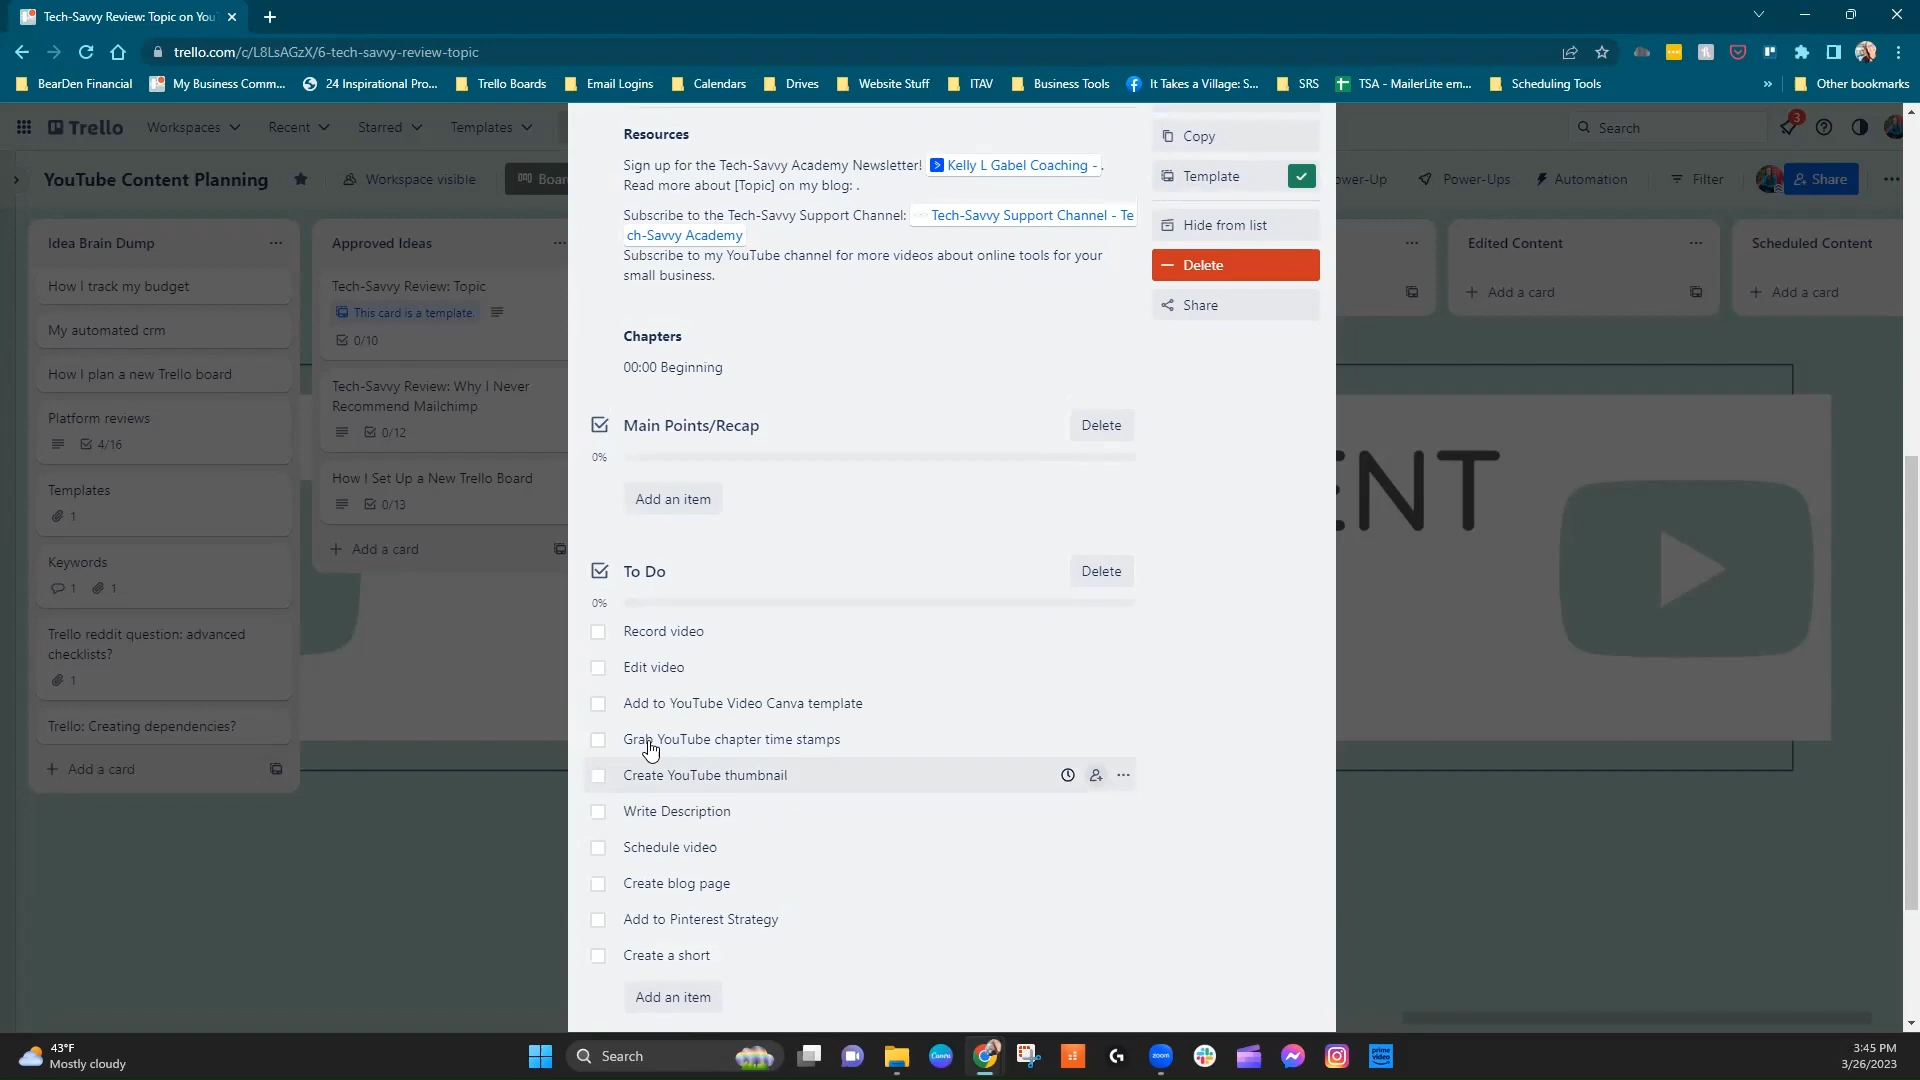 Tech-Savvy Review: Topic on You
trello.com/c/L8LsAGzX/6-tech-savvy-review-topic
BearDen Financial
My Business Comm...
24 Inspirational Pro...
Trello Boards
Email Logins
Calendars
Drives
Website Stuff
ITAV
Business Tools
It Takes a Village: S...
SRS
TSA - MailerLite em...
Scheduling Tools
»
Other bookmarks
Trello
Workspaces
Recent
Starred
Templates
Search
3
YouTube Content Planning
Workspace visible
Boar
ower-Up
Power-Ups
Automation
Filter
Share
Idea Brain Dump
How I track my budget
My automated crm
How I plan a new Trello board
Platform reviews
4/16
Templates
1
Keywords
1
1
Trello reddit question: advanced
checklists?
1
Trello: Creating dependencies?
+ Add a card
Approved Ideas
Tech-Savvy Review: Topic
This card is a template.
0/10
Tech-Savvy Review: Why I Never
Recommend Mailchimp
0/12
How I Set Up a New Trello Board
0/13
+ Add a card
Resources
Sign up for the Tech-Savvy Academy Newsletter! Kelly L Gabel Coaching - .
Read more about [Topic] on my blog: .
Subscribe to the Tech-Savvy Support Channel: Tech-Savvy Support Channel - Te
ch-Savvy Academy
Subscribe to my YouTube channel for more videos about online tools for your
small business.
Chapters
00:00 Beginning
Main Points/Recap
Delete
0%
Add an item
To Do
Delete
0%
Record video
Edit video
Add to YouTube Video Canva template
Grab YouTube chapter time stamps
Create YouTube thumbnail
Write Description
Schedule video
Create blog page
Add to Pinterest Strategy
Create a short
Add an item
Copy
Template
Hide from list
Delete
Share
Edited Content
+ Add a card
Scheduled Content
+ Add a card
ENT
43°F
Mostly cloudy
Search
Canva
zoom
prime
video
3:45 PM
3/26/2023